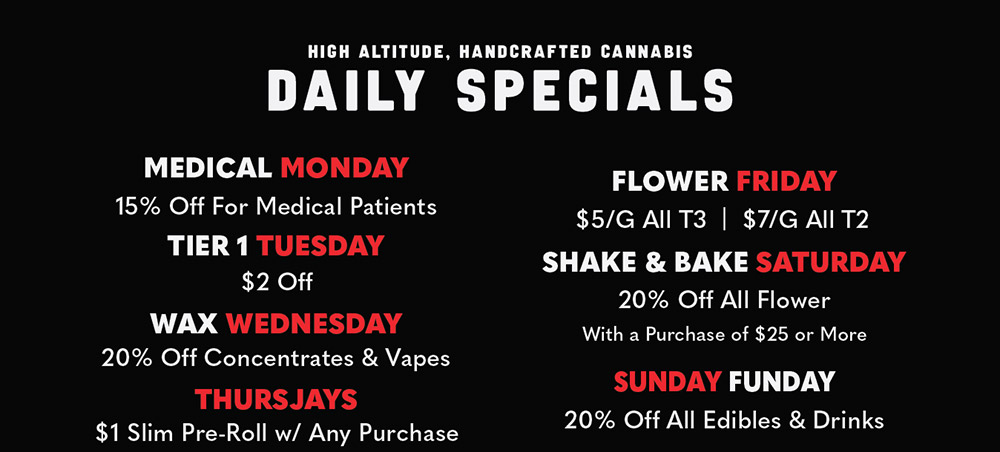 HIGH ALTITUDE, HANDCRAFTED CANNABIS
DAILY SPECIALS
MEDICAL MONDAY
15% Off For Medical Patients
TIER 1 TUESDAY
$2 Off
WAX WEDNESDAY
20% Off Concentrates & Vapes
THURSJAYS
$1 Slim Pre-Roll w/ Any Purchase
FLOWER FRIDAY
$5/G All T3 | $7/G All T2
SHAKE & BAKE SATURDAY
20% Off All Flower
With a Purchase of $25 or More
SUNDAY FUNDAY
20% Off All Edibles & Drinks